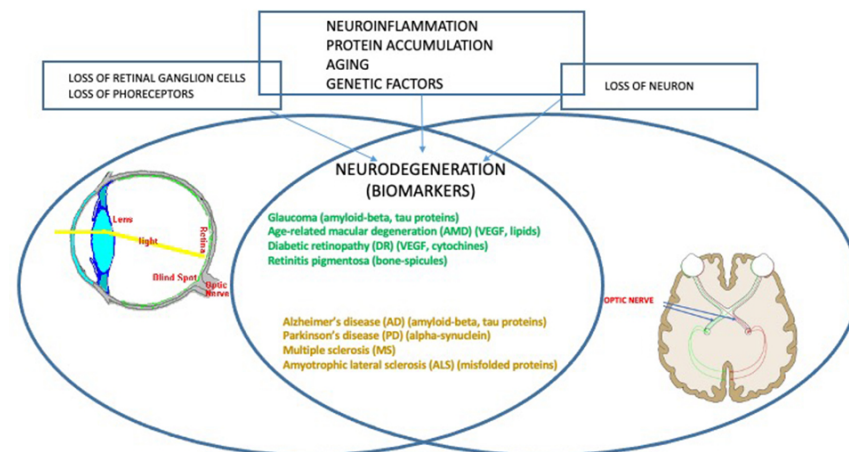 NEUROINFLAMMATION
PROTEIN ACCUMULATION
AGING
GENETIC FACTORS
LOSS OF RETINAL GANGLION CELLS
LOSS OF PHORECEPTORS
LOSS OF NEURON
NEURODEGENERATION
(BIOMARKERS)
Glaucoma (amyloid-beta, tau proteins)
Age-related macular degeneration (AMD) (VEGF, lipids)
Diabetic retinopathy (DR) (VEGF, cytochines)
Retinitis pigmentosa (bone-spicules)
Alzheimer's disease (AD) (amyloid-beta, tau proteins)
Parkinson's disease (PD) (alpha-synuclein)
Multiple sclerosis (MS)
Amyotrophic lateral sclerosis (ALS) (misfolded proteins)
Lens
light
Retina
Blind Spot
Optic
Nerve
OPTIC NERVE